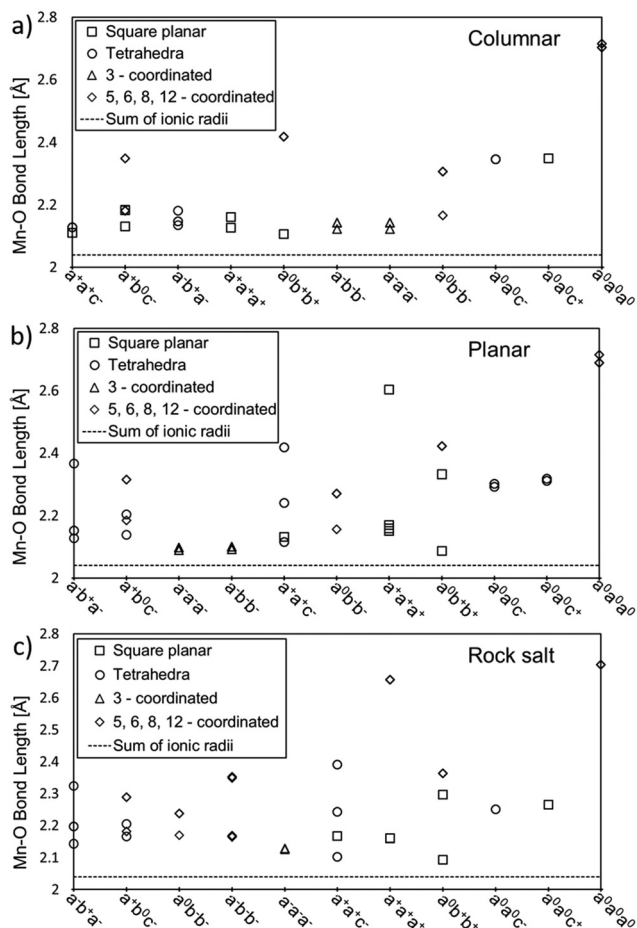 a)
Columnar
Square planar
Tetrahedra
3 - coordinated
5, 6, 8, 12 - coordinated
Sum of ionic radii
Mn-O Bond Length [Å]
2.8
2.6
2.4
2.2
2
a⁺a⁺c⁻ a⁺b⁰c⁻ a⁻b⁺a⁻ a⁺a⁺a⁺ a⁰b⁺b⁺ a⁻b⁻b⁻ a⁻a⁻a⁻ a⁰b⁻b⁻ a⁰a⁰c⁻ a⁰a⁰c⁺ a⁰a⁰a⁰
b)
Planar
Square planar
Tetrahedra
3 - coordinated
5, 6, 8, 12 - coordinated
Sum of ionic radii
Mn-O Bond Length [Å]
2.8
2.6
2.4
2.2
2
a⁻b⁺a⁻ a⁺b⁰c⁻ a⁻a⁻a⁻ a⁻b⁻b⁻ a⁺a⁺c⁻ a⁰b⁻b⁻ a⁺a⁺a⁺ a⁰b⁺b⁺ a⁰a⁰c⁻ a⁰a⁰c⁺ a⁰a⁰a⁰
c)
Rock salt
Square planar
Tetrahedra
3 - coordinated
5, 6, 8, 12 - coordinated
Sum of ionic radii
Mn-O Bond Length [Å]
2.8
2.7
2.6
2.5
2.4
2.3
2.2
2.1
2
a⁻b⁺a⁻ a⁺b⁰c⁻ a⁰b⁻b⁻ a⁻b⁻b⁻ a⁻a⁻a⁻ a⁺a⁺c⁻ a⁺a⁺a⁺ a⁰b⁺b⁺ a⁰a⁰c⁻ a⁰a⁰c⁺ a⁰a⁰a⁰